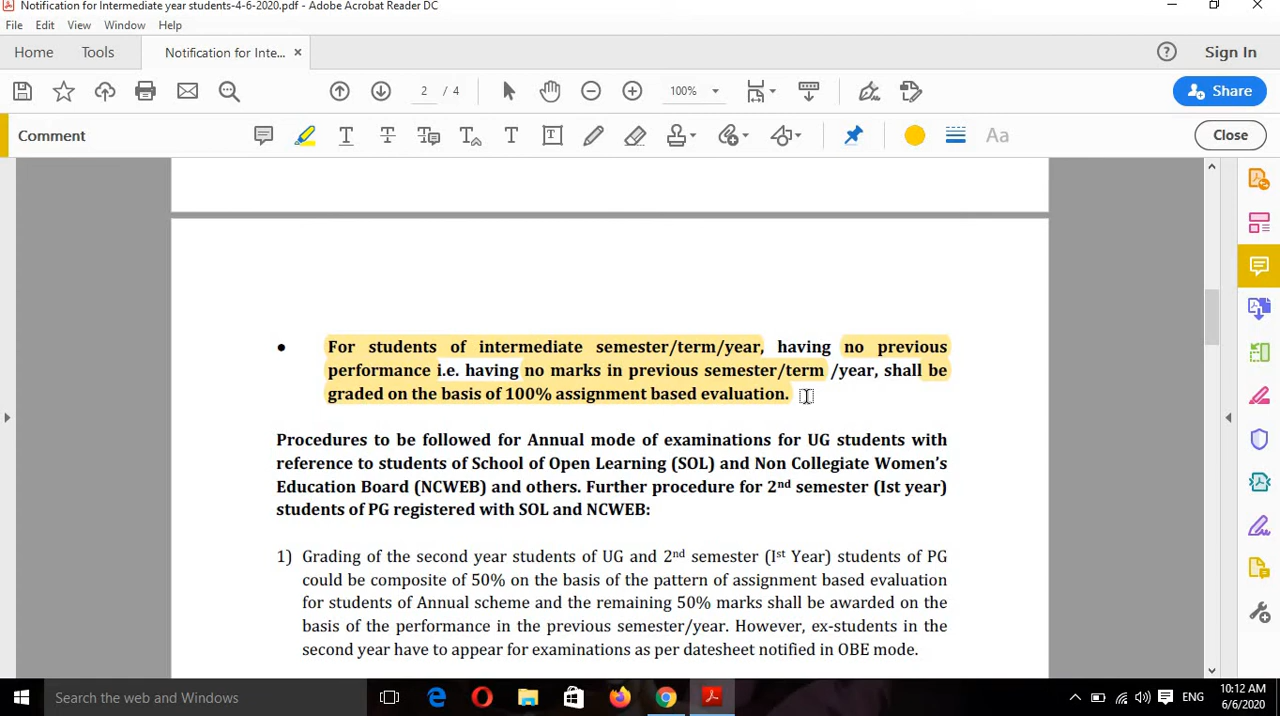 Notification for Intermediate year students-4-6-2020.pdf - Adobe Acrobat Reader DC
File Edit View Window Help
Home Tools Notification for Inte... × Sign In
2 / 4 100% Share
Comment T T T T T Aa Close
• For students of intermediate semester/term/year, having no previous
performance i.e. having no marks in previous semester/term /year, shall be
graded on the basis of 100% assignment based evaluation.
Procedures to be followed for Annual mode of examinations for UG students with
reference to students of School of Open Learning (SOL) and Non Collegiate Women’s
Education Board (NCWEB) and others. Further procedure for 2nd semester (Ist year)
students of PG registered with SOL and NCWEB:
1) Grading of the second year students of UG and 2nd semester (Ist Year) students of PG
could be composite of 50% on the basis of the pattern of assignment based evaluation
for students of Annual scheme and the remaining 50% marks shall be awarded on the
basis of the performance in the previous semester/year. However, ex-students in the
second year have to appear for examinations as per datesheet notified in OBE mode.
Search the web and Windows ENG 10:12 AM
6/6/2020